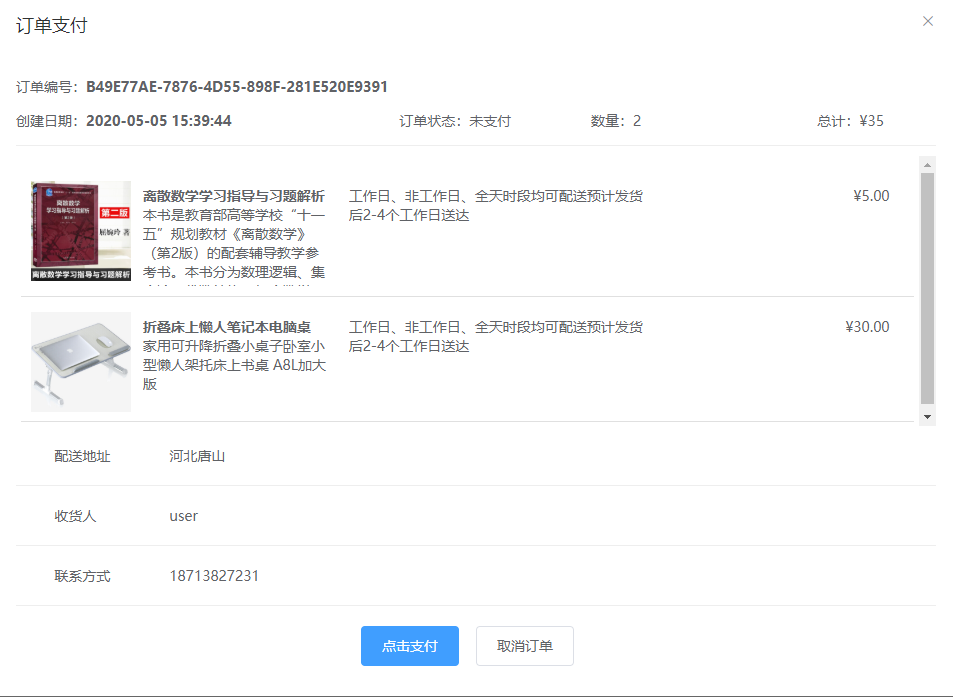 订单支付
订单编号：B49E77AE-7876-4D55-898F-281E520E9391
创建日期：2020-05-05 15:39:44 订单状态：未支付 数量：2 总计：¥35
离散数学
学习指导与习题解析
第二版
屈婉玲 著
离散数学学习指导与习题解析
离散数学学习指导与习题解析
本书是教育部高等学校“十一
五”规划教材《离散数学》
（第2版）的配套辅导教学参
考书。本书分为数理逻辑、集
工作日、非工作日、全天时段均可配送预计发货
后2-4个工作日送达
¥5.00
折叠床上懒人笔记本电脑桌
家用可升降折叠小桌子卧室小
型懒人架托床上书桌 A8L加大
版
工作日、非工作日、全天时段均可配送预计发货
后2-4个工作日送达
¥30.00
配送地址 河北唐山
收货人 user
联系方式 18713827231
点击支付 取消订单